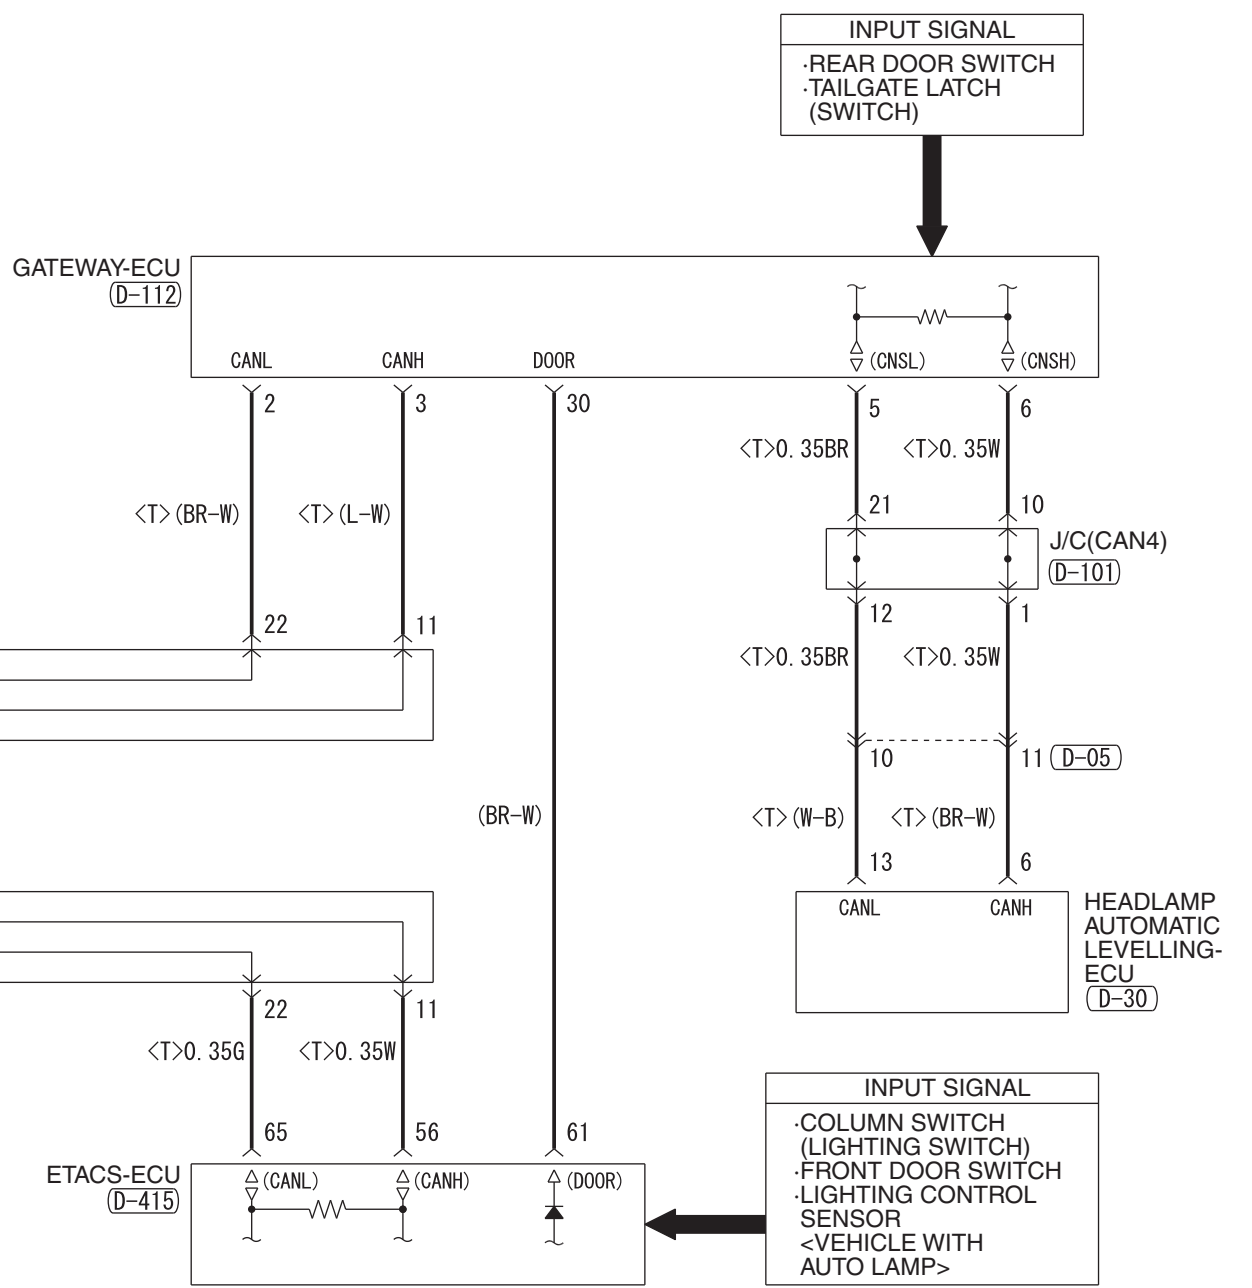 INPUT SIGNAL
·REAR DOOR SWITCH
·TAILGATE LATCH
(SWITCH)
GATEWAY-ECU
D-112
CANL CANH DOOR (CNSL) (CNSH)
2 3 30 5 6
<T>0.35BR <T>0.35W
<T>(BR-W) <T>(L-W) 21 10
J/C(CAN4)
D-101
22 11 12 1
<T>0.35BR <T>0.35W
10 11 D-05
(BR-W) <T>(W-B) <T>(BR-W)
13 6
CANL CANH
HEADLAMP
AUTOMATIC
LEVELLING-
ECU
D-30
22 11
<T>0.35G <T>0.35W
65 56 61
ETACS-ECU
D-415
(CANL) (CANH) (DOOR)
INPUT SIGNAL
·COLUMN SWITCH
(LIGHTING SWITCH)
·FRONT DOOR SWITCH
·LIGHTING CONTROL
SENSOR
<VEHICLE WITH
AUTO LAMP>